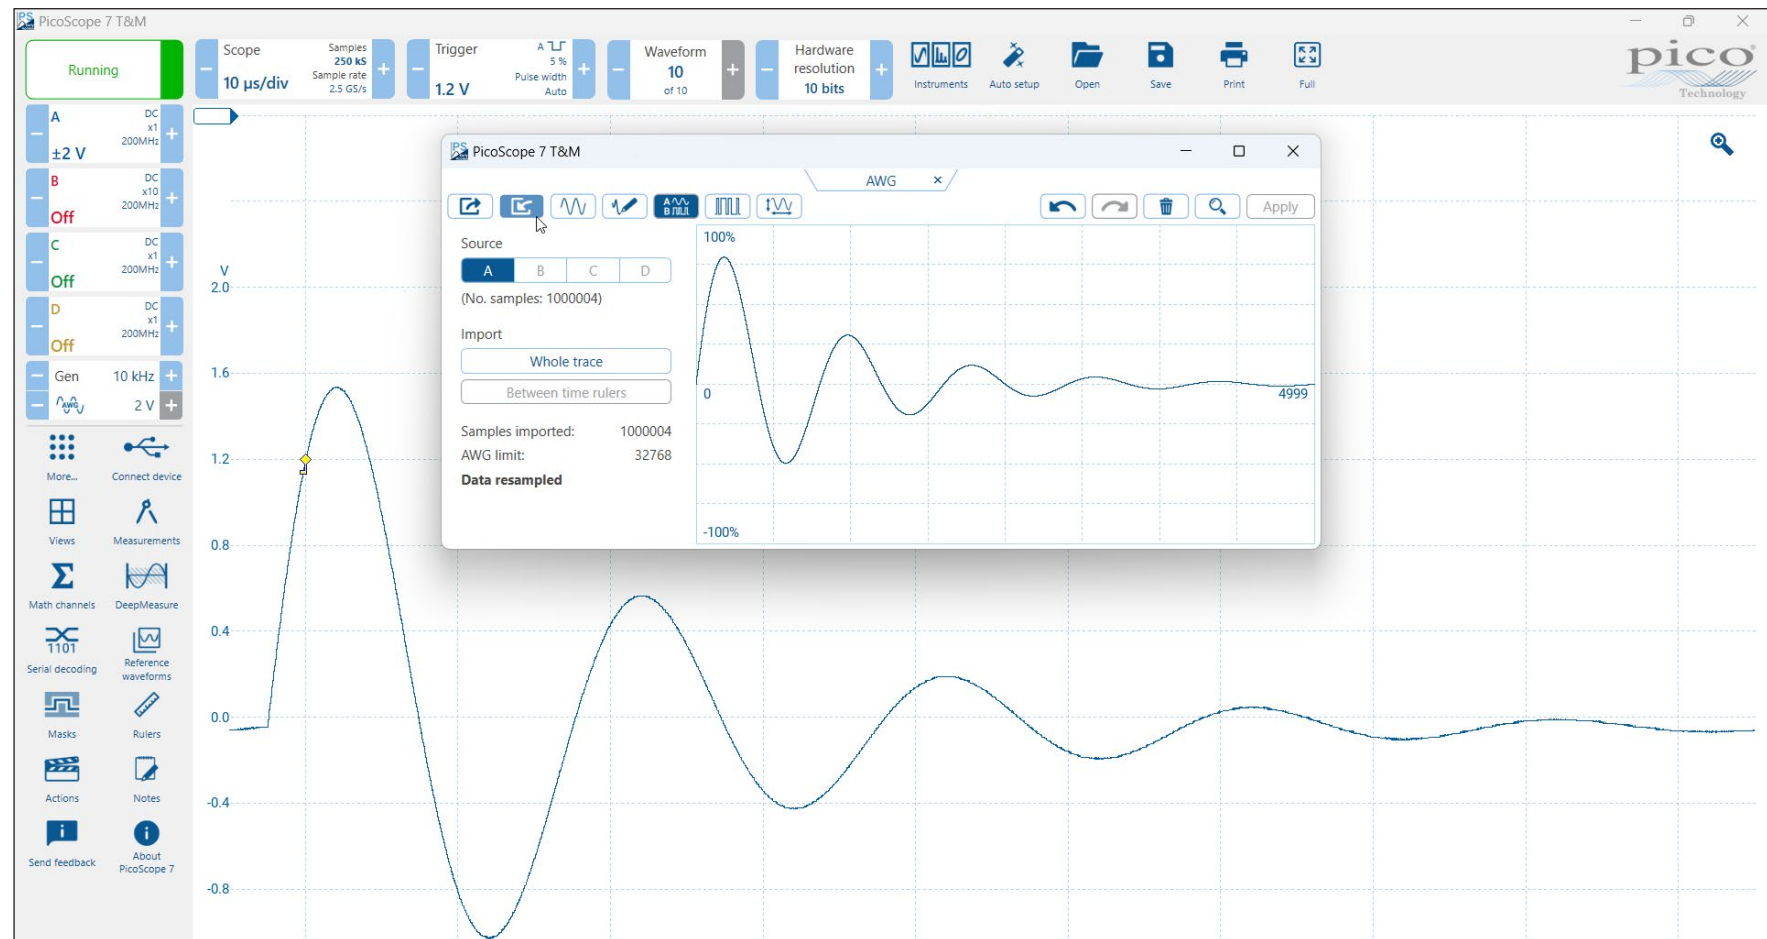 PicoScope 7 T&M
Running
Scope
10 µs/div
Samples
250 kS
Sample rate
2.5 GS/s
Trigger
1.2 V
A
5 %
Pulse width
Auto
Waveform
10
of 10
Hardware
resolution
10 bits
Instruments
Auto setup
Open
Save
Print
Full
pico
Technology
A
±2 V
DC
x1
200MHz
B
Off
DC
x10
200MHz
C
Off
DC
x1
200MHz
D
Off
DC
x1
200MHz
Gen 10 kHz
AWG 2 V
More...
Connect device
Views
Measurements
Math channels
DeepMeasure
1101
Serial decoding
Reference
waveforms
Masks
Rulers
Actions
Notes
Send feedback
About
PicoScope 7
V
2.0
1.6
1.2
0.8
0.4
0.0
-0.4
-0.8
PicoScope 7 T&M
AWG
A
B
Apply
Source
A B C D
(No. samples: 1000004)
Import
Whole trace
Between time rulers
Samples imported: 1000004
AWG limit: 32768
Data resampled
100%
0
4999
-100%